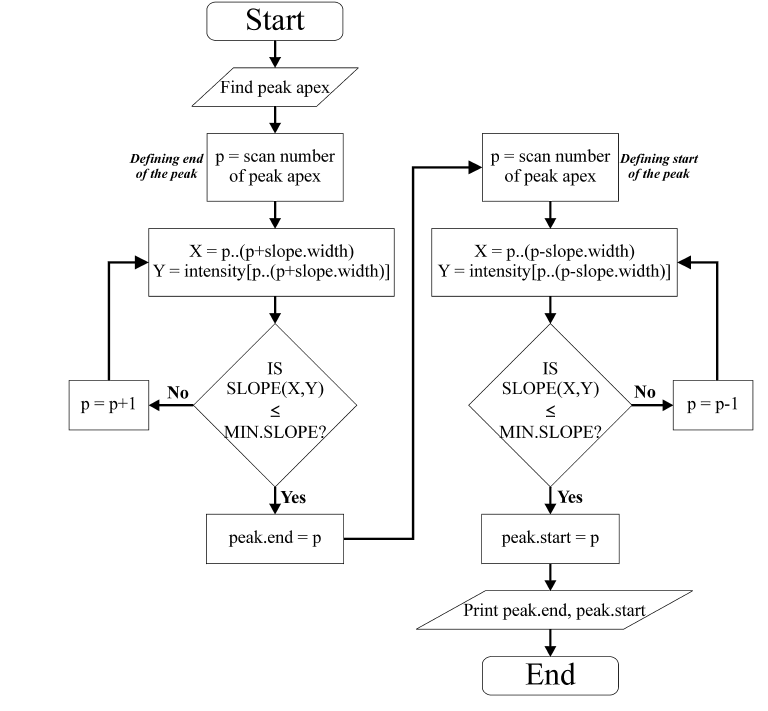 Start
Find peak apex
Defining end
of the peak
p = scan number
of peak apex
X = p..(p+slope.width)
Y = intensity[p..(p+slope.width)]
IS
SLOPE(X,Y)
≤
MIN.SLOPE?
No
p = p+1
Yes
peak.end = p
p = scan number
of peak apex
Defining start
of the peak
X = p..(p-slope.width)
Y = intensity[p..(p-slope.width)]
IS
SLOPE(X,Y)
≤
MIN.SLOPE?
No
p = p-1
Yes
peak.start = p
Print peak.end, peak.start
End